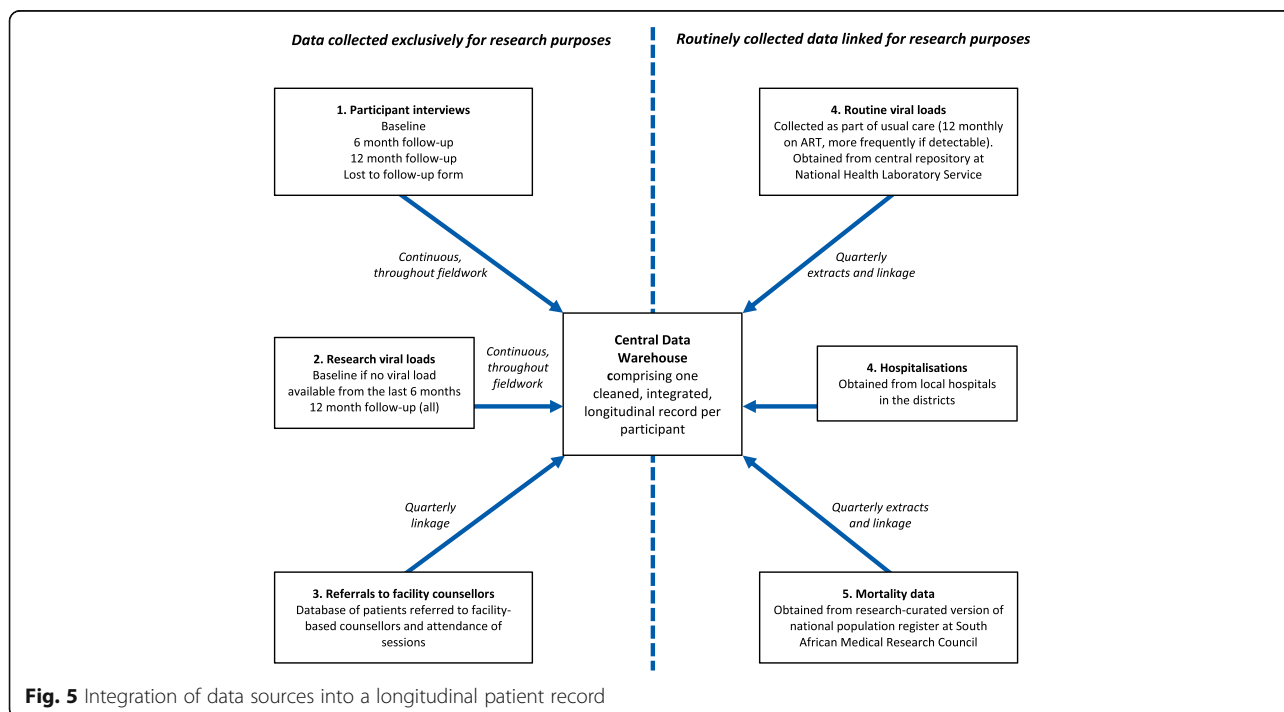 Data collected exclusively for research purposes
Routinely collected data linked for research purposes
1. Participant interviews
Baseline
6 month follow-up
12 month follow-up
Lost to follow-up form
4. Routine viral loads
Collected as part of usual care (12 monthly
on ART, more frequently if detectable).
Obtained from central repository at
National Health Laboratory Service
Continuous,
throughout fieldwork
Quarterly
extracts and linkage
2. Research viral loads
Baseline if no viral load
available from the last 6 months
12 month follow-up (all)
Continuous,
throughout
fieldwork
Central Data
Warehouse
comprising one
cleaned, integrated,
longitudinal record per
participant
4. Hospitalisations
Obtained from local hospitals
in the districts
Quarterly
linkage
Quarterly extracts
and linkage
3. Referrals to facility counsellors
Database of patients referred to facility-
based counsellors and attendance of
sessions
5. Mortality data
Obtained from research-curated version of
national population register at South
African Medical Research Council
Fig. 5 Integration of data sources into a longitudinal patient record